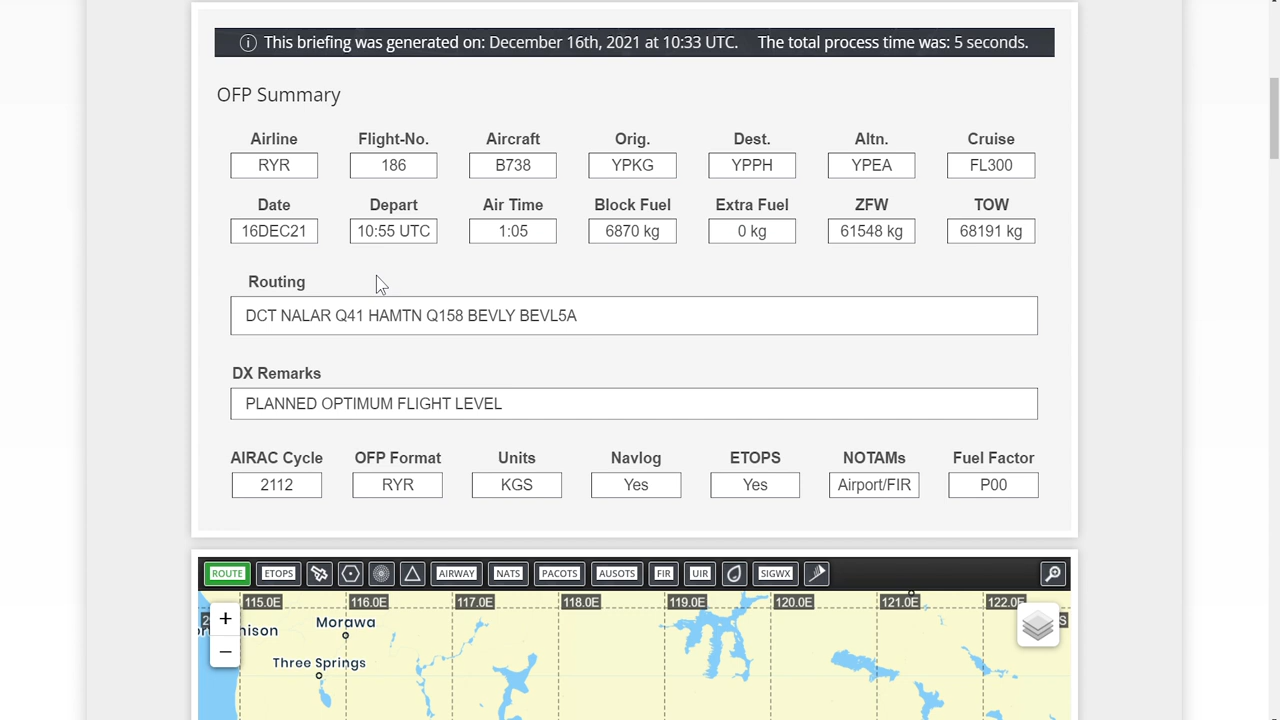 This briefing was generated on: December 16th, 2021 at 10:33 UTC. The total process time was: 5 seconds.
OFP Summary
Airline Flight-No. Aircraft Orig. Dest. Altn. Cruise
RYR 186 B738 YPKG YPPH YPEA FL300
Date Depart Air Time Block Fuel Extra Fuel ZFW TOW
16DEC21 10:55 UTC 1:05 6870 kg 0 kg 61548 kg 68191 kg
Routing
DCT NALAR Q41 HAMTN Q158 BEVLY BEVL5A
DX Remarks
PLANNED OPTIMUM FLIGHT LEVEL
AIRAC Cycle OFP Format Units Navlog ETOPS NOTAMs Fuel Factor
2112 RYR KGS Yes Yes Airport/FIR P00
ROUTE ETOPS AIRWAY NATS PACOTS AUSOTS FIR UIR SIGWX
115.0E 116.0E 117.0E 118.0E 119.0E 120.0E 121.0E 122.0E
+
Morawa
−
Three Springs